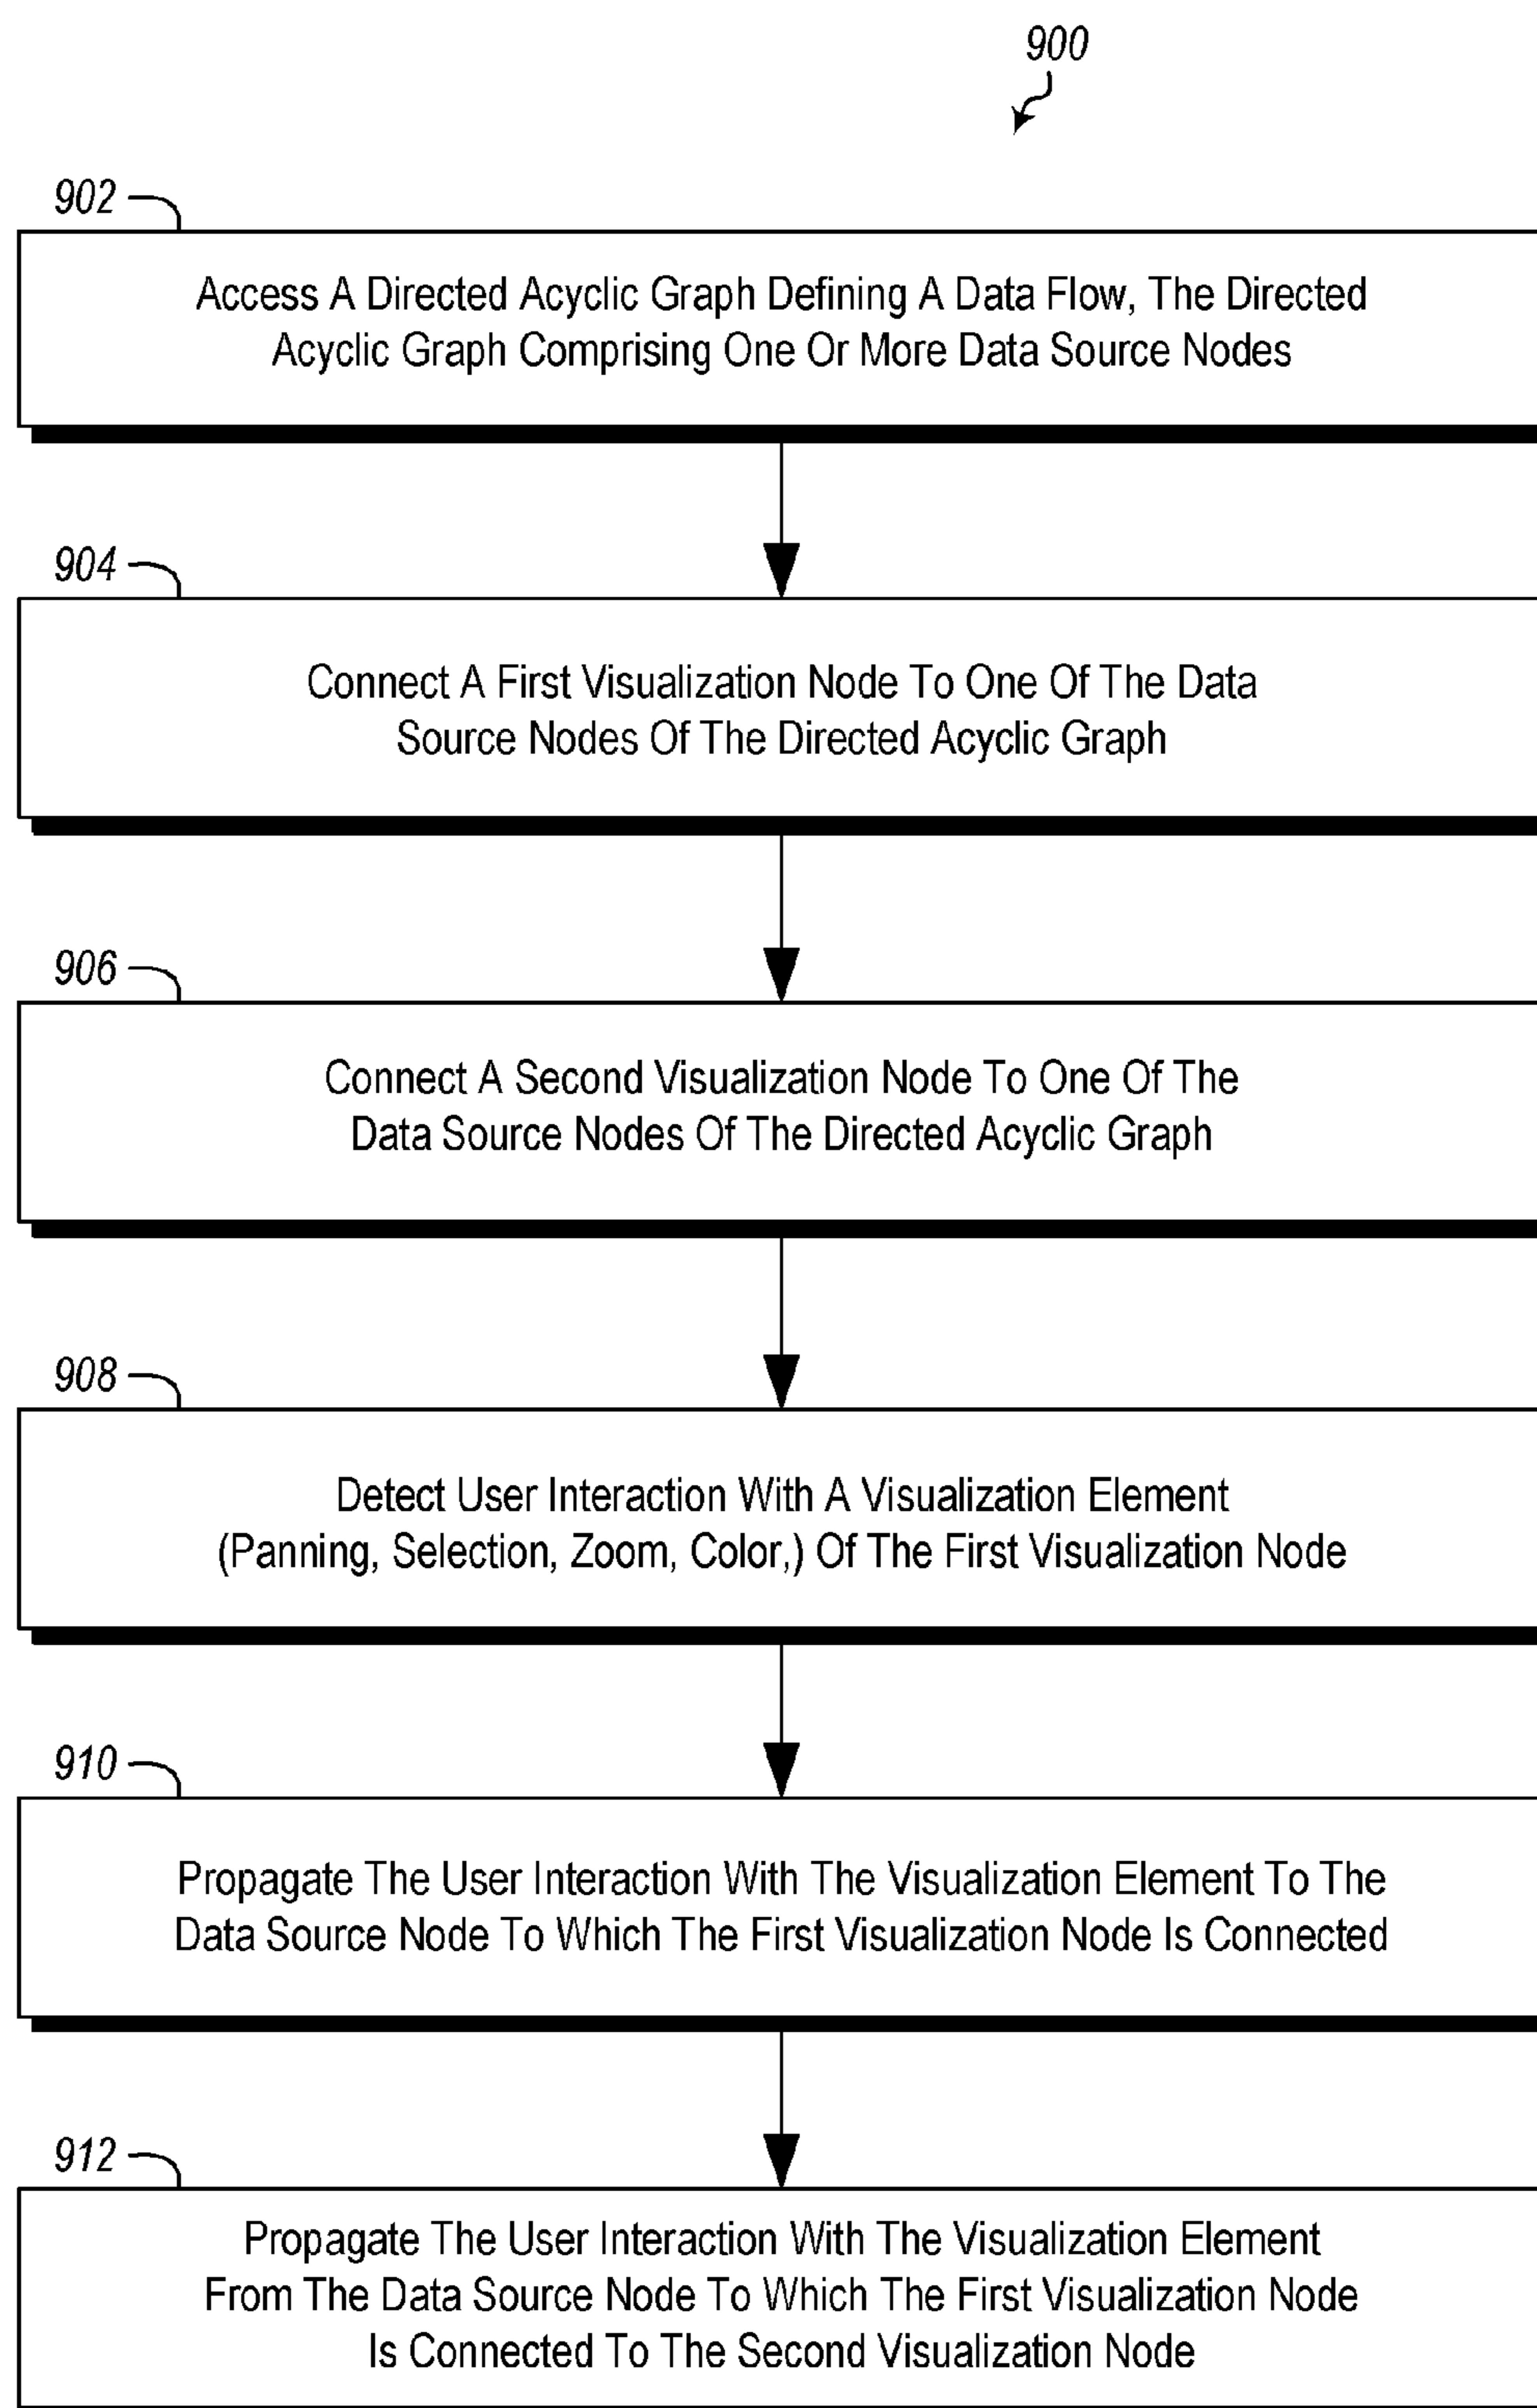 900
902
Access A Directed Acyclic Graph Defining A Data Flow, The Directed
Acyclic Graph Comprising One Or More Data Source Nodes
904
Connect A First Visualization Node To One Of The Data
Source Nodes Of The Directed Acyclic Graph
906
Connect A Second Visualization Node To One Of The
Data Source Nodes Of The Directed Acyclic Graph
908
Detect User Interaction With A Visualization Element
(Panning, Selection, Zoom, Color,) Of The First Visualization Node
910
Propagate The User Interaction With The Visualization Element To The
Data Source Node To Which The First Visualization Node Is Connected
912
Propagate The User Interaction With The Visualization Element
From The Data Source Node To Which The First Visualization Node
Is Connected To The Second Visualization Node